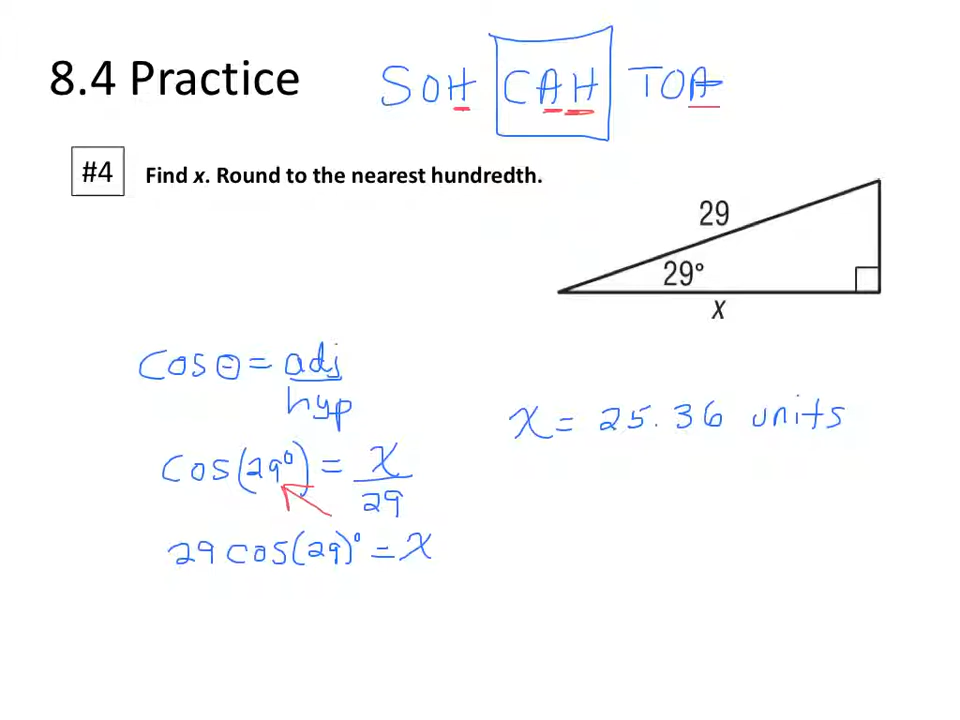 8.4 Practice SOH CAH TOA
#4 Find x. Round to the nearest hundredth.
29
29°
x
cos θ = adj
hyp
x = 25.36 units
cos(29°) = x
29
29 cos(29)° = x